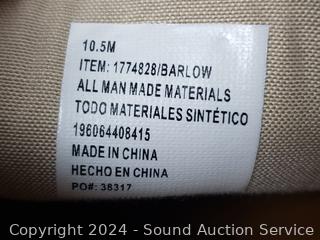 10.5M
ITEM: 1774828/BARLOW
ALL MAN MADE MATERIALS
TODO MATERIALES SINTÉTICO
196064408415
MADE IN CHINA
HECHO EN CHINA
PO#: 38317
Copyright 2024 - Sound Auction Service